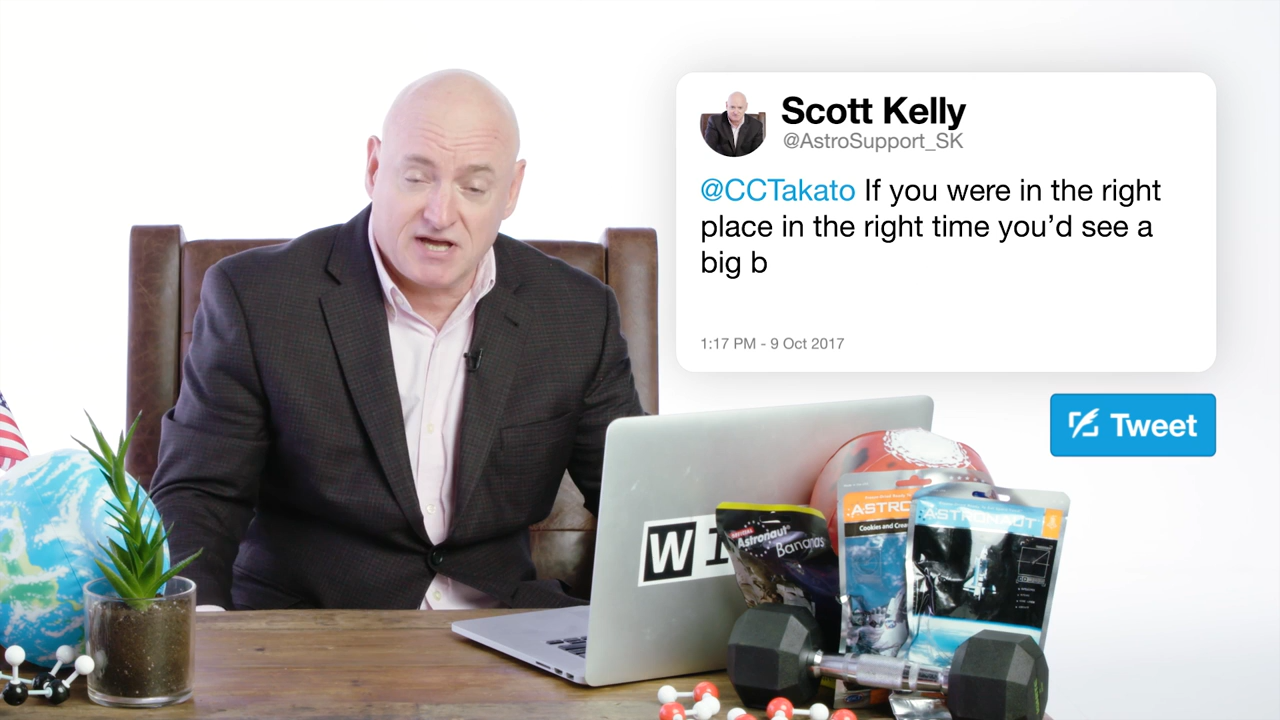 Scott Kelly
@AstroSupport_SK
@CCTakato If you were in the right
place in the right time you’d see a
big b
1:17 PM - 9 Oct 2017
Tweet
W
Astronaut
Bananas
ASTRO
Cookies and Crea
ASTRONAUT